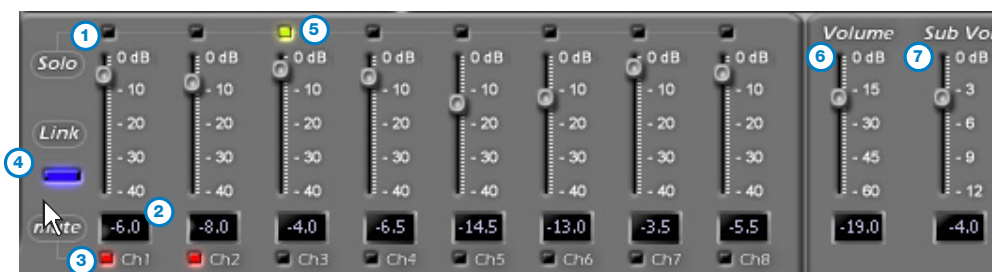 Volume Sub Vol
1 5
Solo 0 dB 0 dB 0 dB 0 dB 0 dB 0 dB 0 dB 0 dB 6 0 dB 7 0 dB
- 10 - 10 - 10 - 10 - 10 - 10 - 10 - 10 - 15 - 3
Link - 20 - 20 - 20 - 20 - 20 - 20 - 20 - 20 - 30 - 6
4 - 30 - 30 - 30 - 30 - 30 - 30 - 30 - 30 - 45 - 9
- 40 - 40 - 40 - 40 - 40 - 40 - 40 - 40 - 60 - 12
mute -6.0 2 -8.0 -4.0 -6.5 -14.5 -13.0 -3.5 -5.5 -19.0 -4.0
3 Ch1 Ch2 Ch3 Ch4 Ch5 Ch6 Ch7 Ch8